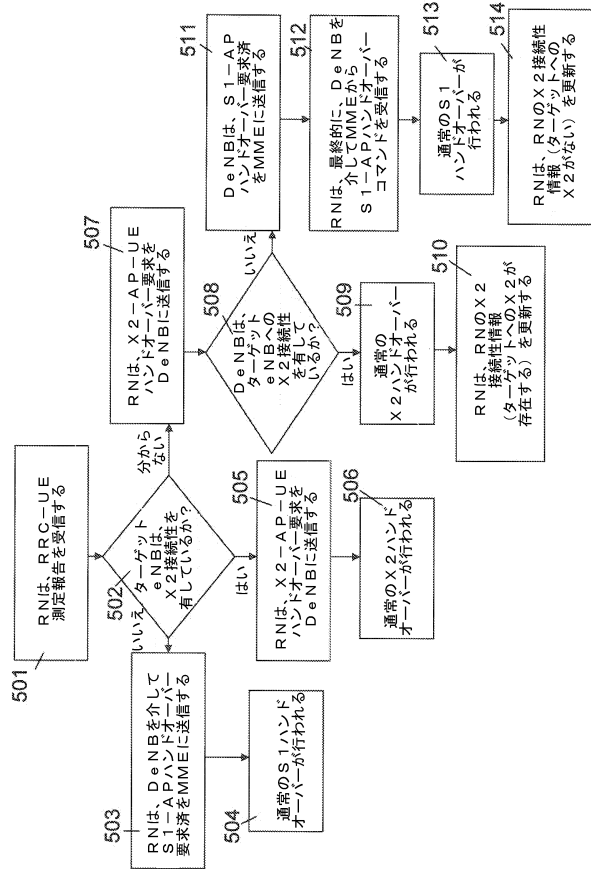 501
RNは、RRC-UE
測定報告を受信する
502
ターゲット
eNBは、
X2接続性を
有しているか?
いいえ
はい
分からない
503
RNは、DeNBを介して
S1-APハンドオーバー
要求済をMMEに送信する
504
通常のS1ハンド
オーバーが行われる
505
RNは、X2-AP-UE
ハンドオーバー要求を
DeNBに送信する
506
通常のX2ハンド
オーバーが行われる
507
RNは、X2-AP-UE
ハンドオーバー要求を
DeNBに送信する
508
DeNBは、
ターゲット
eNBへの
X2接続性
を有して
いるか?
はい
いいえ
509
通常の
X2ハンドオーバー
が行われる
510
RNは、RNのX2
接続性情報
(ターゲットへのX2が
存在する)を更新する
511
DeNBは、S1-AP
ハンドオーバー要求済
をMMEに送信する
512
RNは、最終的に、DeNBを
介してMMEから
S1-APハンドオーバー
コマンドを受信する
513
通常のS1
ハンドオーバーが
行われる
514
RNは、RNのX2接続性
情報(ターゲットへの
X2がない)を更新する